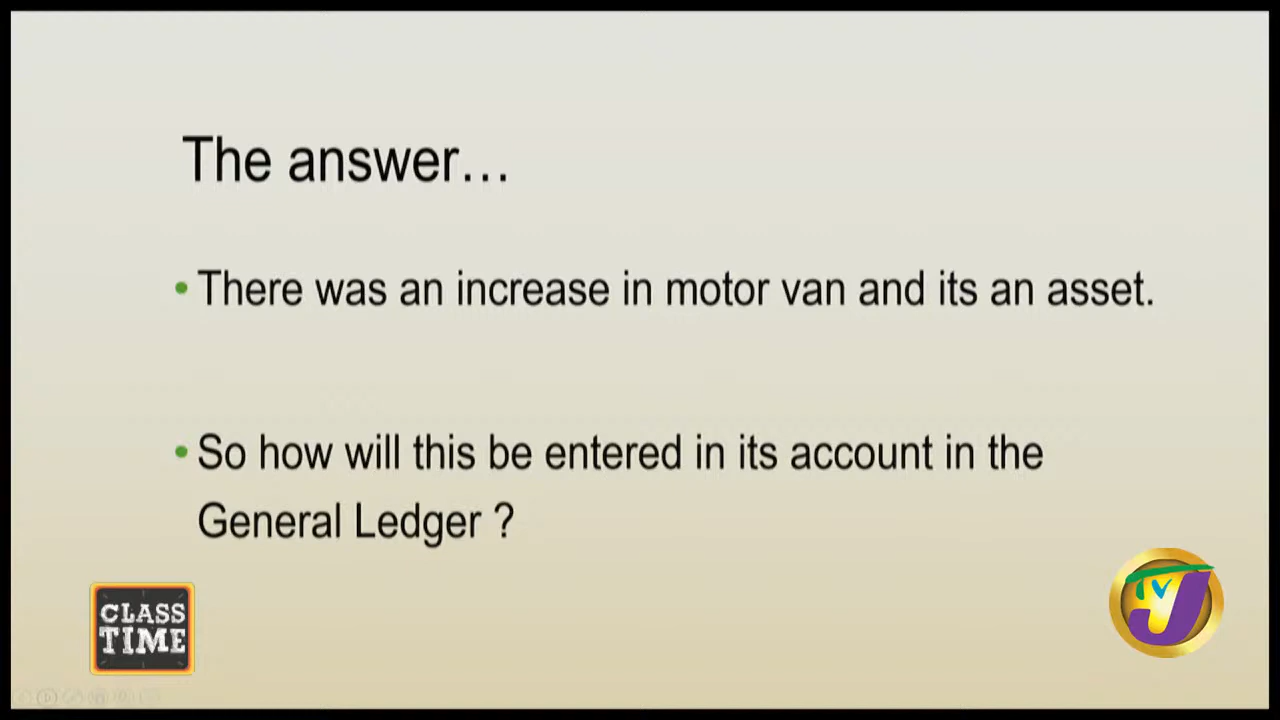 The answer…
• There was an increase in motor van and its an asset.
• So how will this be entered in its account in the
General Ledger ?
CLASS
TIME
TVJ